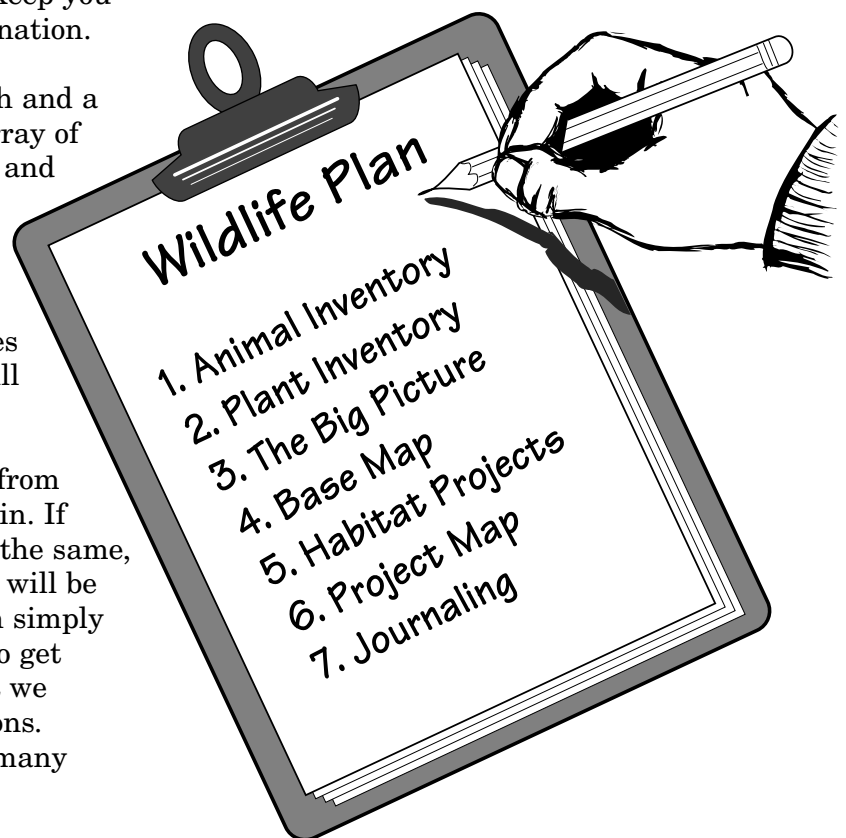 keep you
nation.
h and a
ray of
and
es
ll
from
in. If
the same,
will be
simply
o get
we
ons.
many
Wildlife Plan
1. Animal Inventory
2. Plant Inventory
3. The Big Picture
4. Base Map
5. Habitat Projects
6. Project Map
7. Journaling